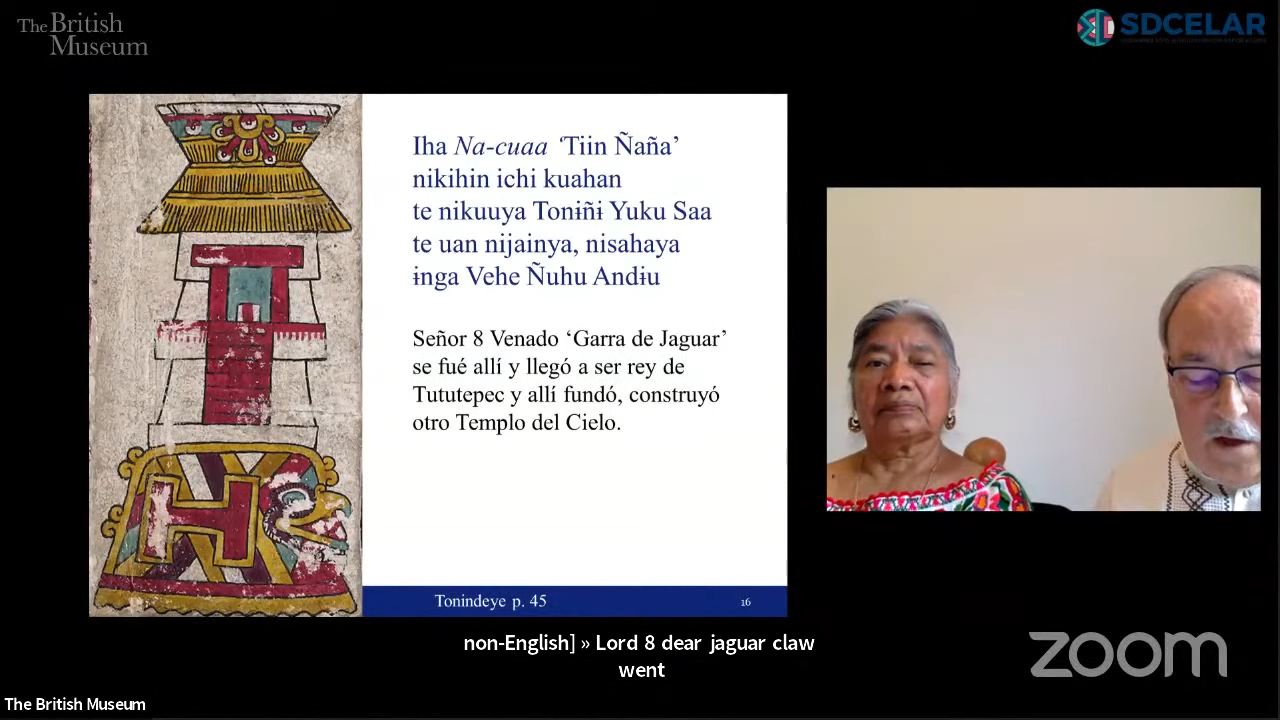 The British
Museum
SDCELAR
Iha Na-cuaa ‘Tiin Ñaña’
nikihin ichi kuahan
te nikuuya Tonɨñɨ Yuku Saa
te uan nijainya, nisahaya
ɨnga Vehe Ñuhu Andɨu
Señor 8 Venado ‘Garra de Jaguar’
se fué allí y llegó a ser rey de
Tututepec y allí fundó, construyó
otro Templo del Cielo.
Tonindeye p. 45
16
non-English] » Lord 8 dear jaguar claw
went
zoom
The British Museum